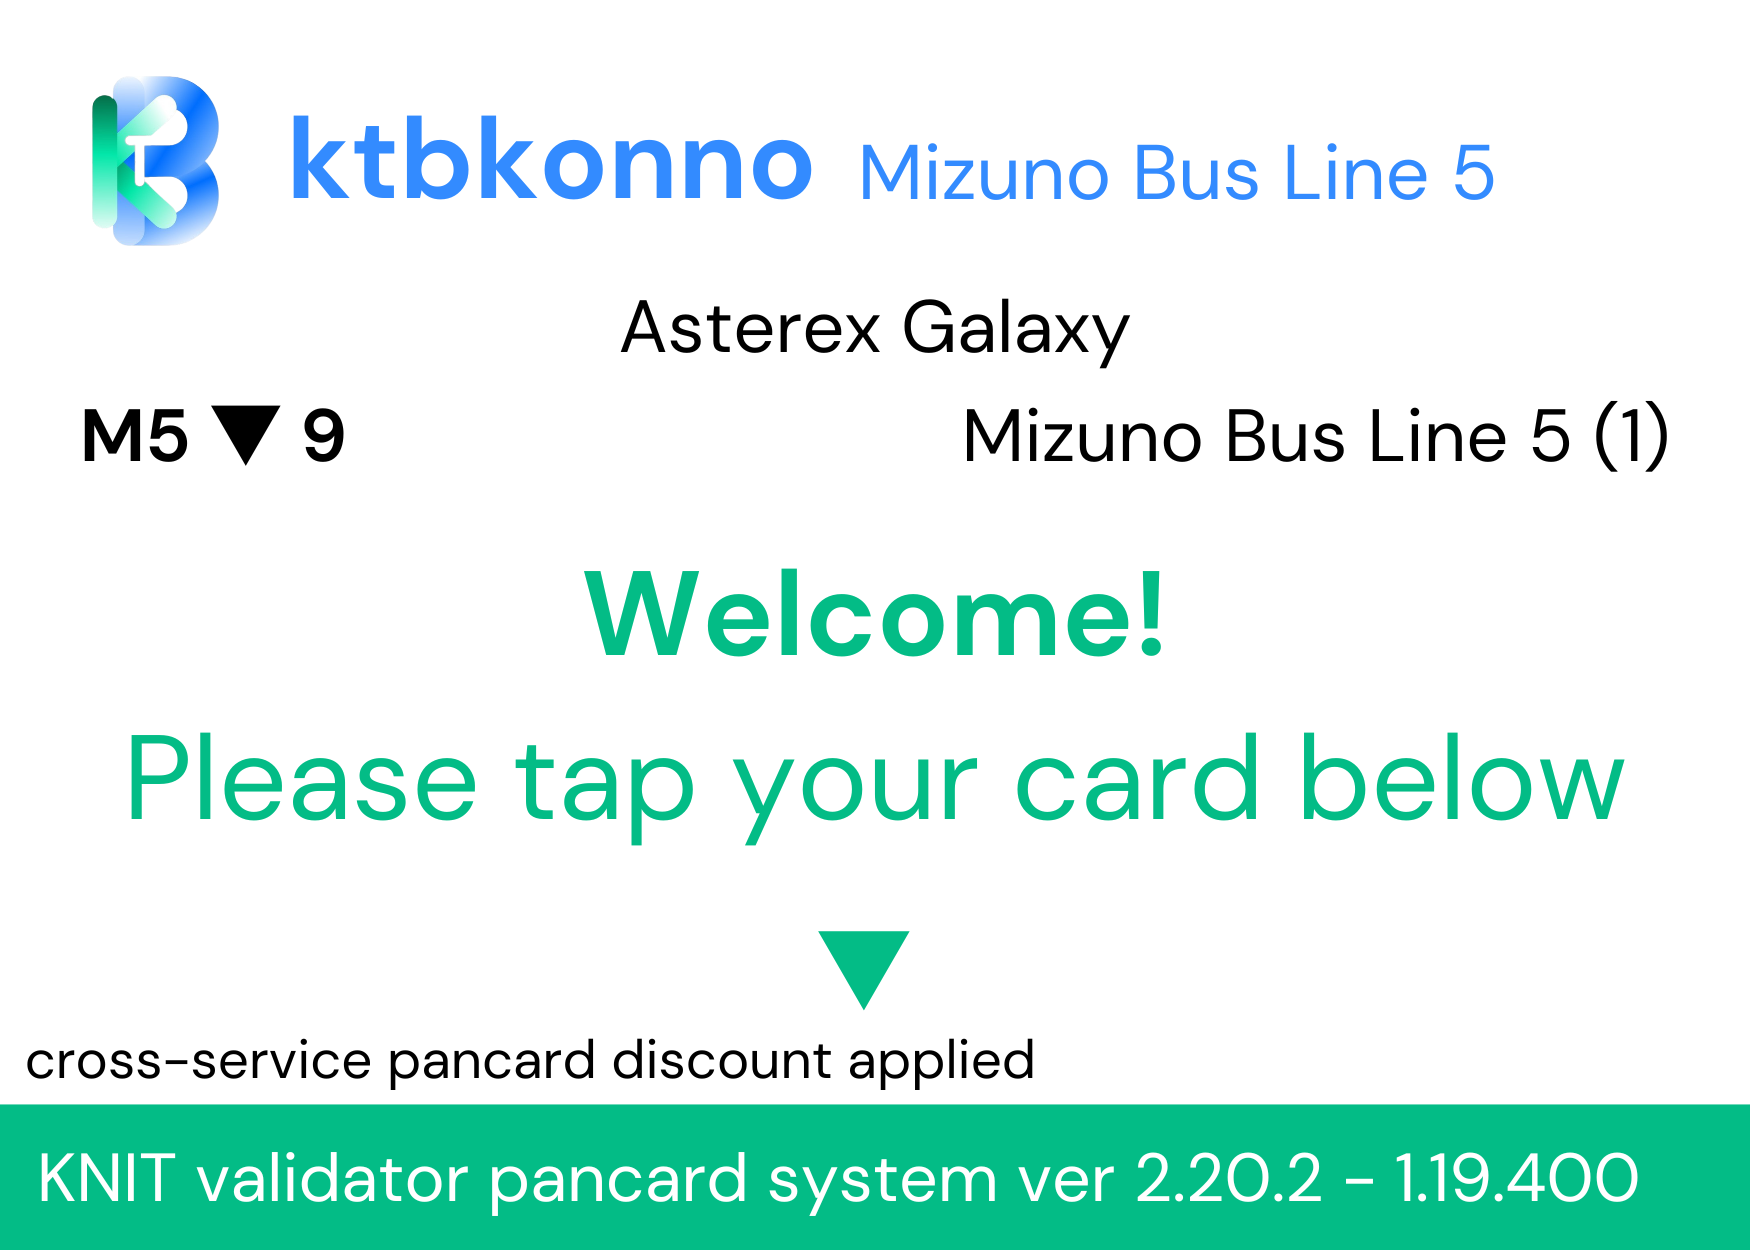 ktbkonno Mizuno Bus Line 5
Asterex Galaxy
M5 ▼ 9 Mizuno Bus Line 5 (1)
Welcome!
Please tap your card below
▼
cross-service pancard discount applied
KNIT validator pancard system ver 2.20.2 - 1.19.400